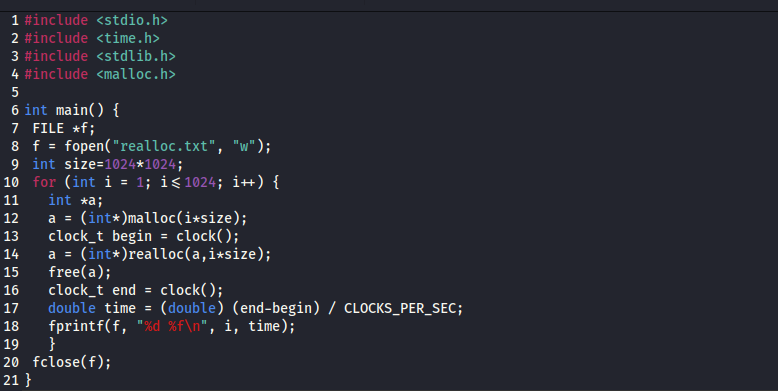 1 #include <stdio.h>
2 #include <time.h>
3 #include <stdlib.h>
4 #include <malloc.h>
5
6 int main() {
7  FILE *f;
8  f = fopen("realloc.txt", "w");
9  int size=1024*1024;
10  for (int i = 1; i<=1024; i++) {
11    int *a;
12    a = (int*)malloc(i*size);
13    clock_t begin = clock();
14    a = (int*)realloc(a,i*size);
15    free(a);
16    clock_t end = clock();
17    double time = (double) (end-begin) / CLOCKS_PER_SEC;
18    fprintf(f, "%d %f\n", i, time);
19    }
20  fclose(f);
21 }